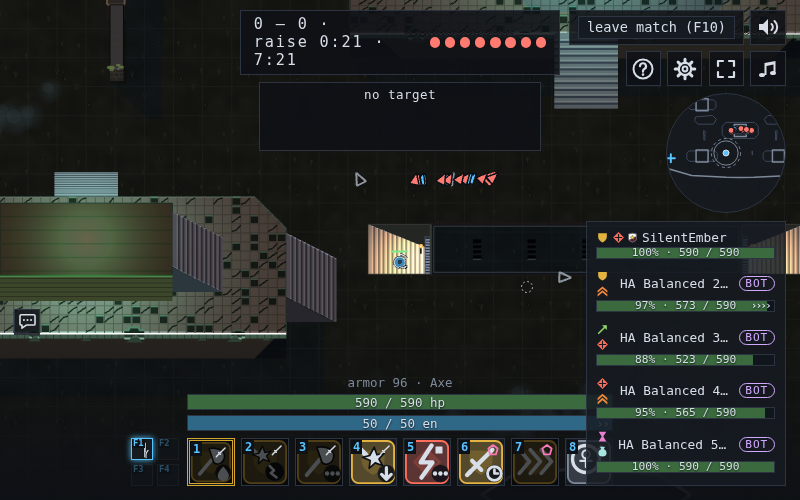 0 – 0 ·
raise 0:21 ·
7:21
leave match (F10)
no target
SilentEmber
100% · 590 / 590
HA Balanced 2… BOT
97% · 573 / 590
HA Balanced 3… BOT
88% · 523 / 590
HA Balanced 4… BOT
95% · 565 / 590
HA Balanced 5… BOT
100% · 590 / 590
armor 96 · Axe
590 / 590 hp
50 / 50 en
F1 F2
F3 F4
1 2 3 4 5 6 7 8